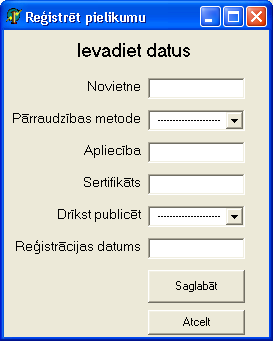 Reģistrēt pielikumu
Ievadiet datus
Novietne
Pārraudzības metode --------------------
Apliecība
Sertifikāts
Drīkst publicēt --------------------
Reģistrācijas datums
Saglabāt
Atcelt